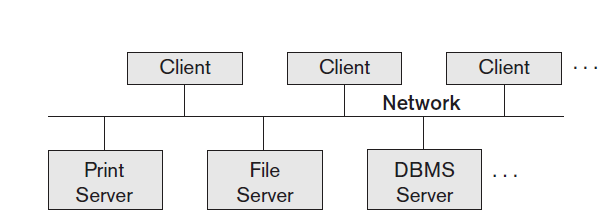 Client Client Client ...
Network
Print File DBMS ...
Server Server Server